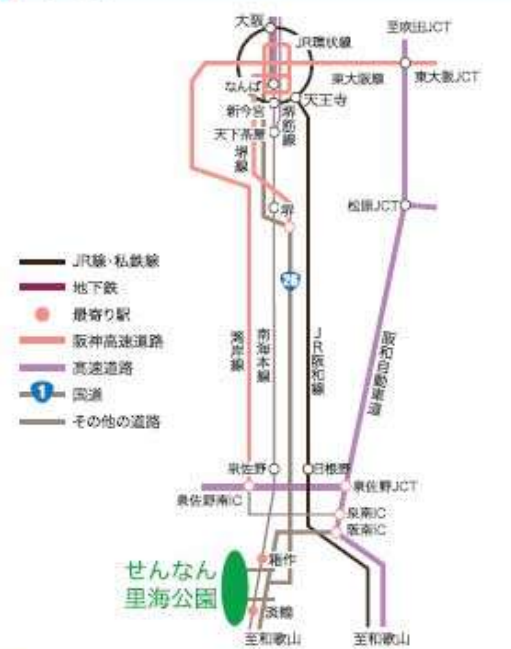 大阪
至吹田JCT
JR環状線
東大阪線
東大阪JCT
なんば
天王寺
新今宮
堺筋線
天下茶屋
堺線
松原JCT
堺
26
JR線・私鉄線
地下鉄
最寄り駅
阪神高速道路
高速道路
1
国道
その他の道路
湾岸線
南海本線
JR阪和線
阪和自動車道
泉佐野
日根野
泉佐野JCT
泉佐野南IC
泉南IC
阪南IC
箱作
せんなん
里海公園
淡輪
至和歌山
至和歌山